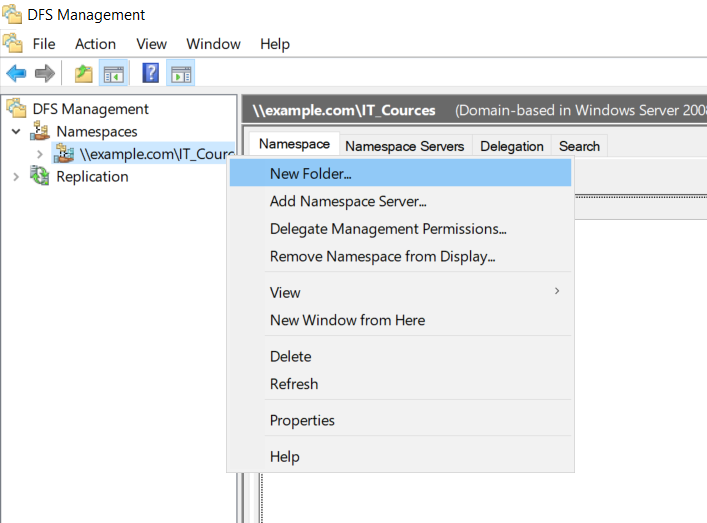 DFS Management
File Action View Window Help
DFS Management
Namespaces
\\example.com\IT_Courc
Replication
\\example.com\IT_Cources (Domain-based in Windows Server 2008
Namespace Namespace Servers Delegation Search
New Folder...
Add Namespace Server...
Delegate Management Permissions...
Remove Namespace from Display...
View
New Window from Here
Delete
Refresh
Properties
Help